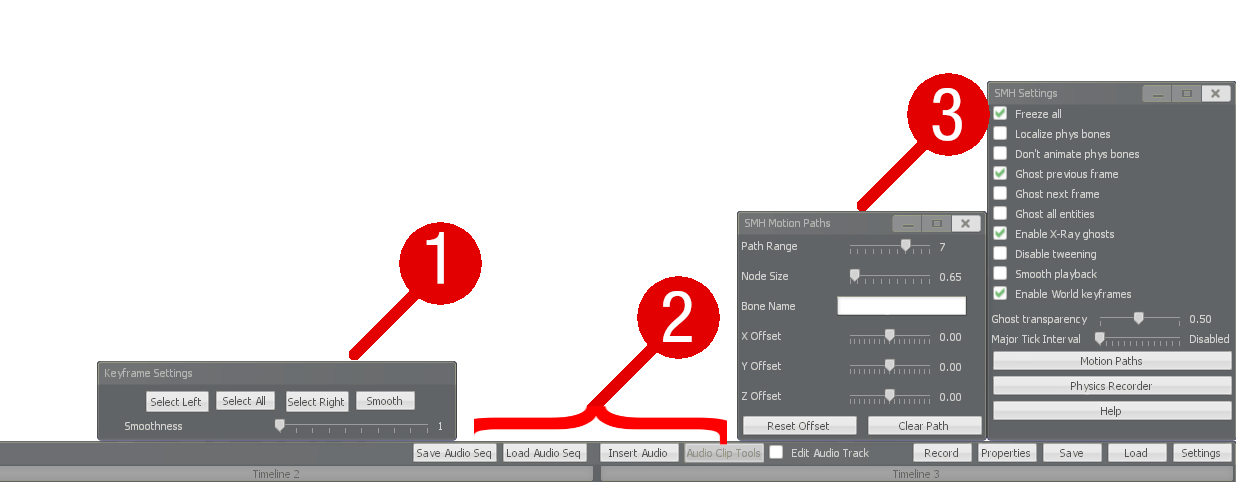 1
2
3
Keyframe Settings
Select Left Select All Select Right Smooth
Smoothness 1
SMH Motion Paths
Path Range 7
Node Size 0.65
Bone Name
X Offset 0.00
Y Offset 0.00
Z Offset 0.00
Reset Offset Clear Path
SMH Settings
Freeze all
Localize phys bones
Don't animate phys bones
Ghost previous frame
Ghost next frame
Ghost all entities
Enable X-Ray ghosts
Disable tweening
Smooth playback
Enable World keyframes
Ghost transparency 0.50
Major Tick Interval Disabled
Motion Paths
Physics Recorder
Help
Save Audio Seq Load Audio Seq Insert Audio Audio Clip Tools Edit Audio Track Record Properties Save Load Settings
Timeline 2 Timeline 3